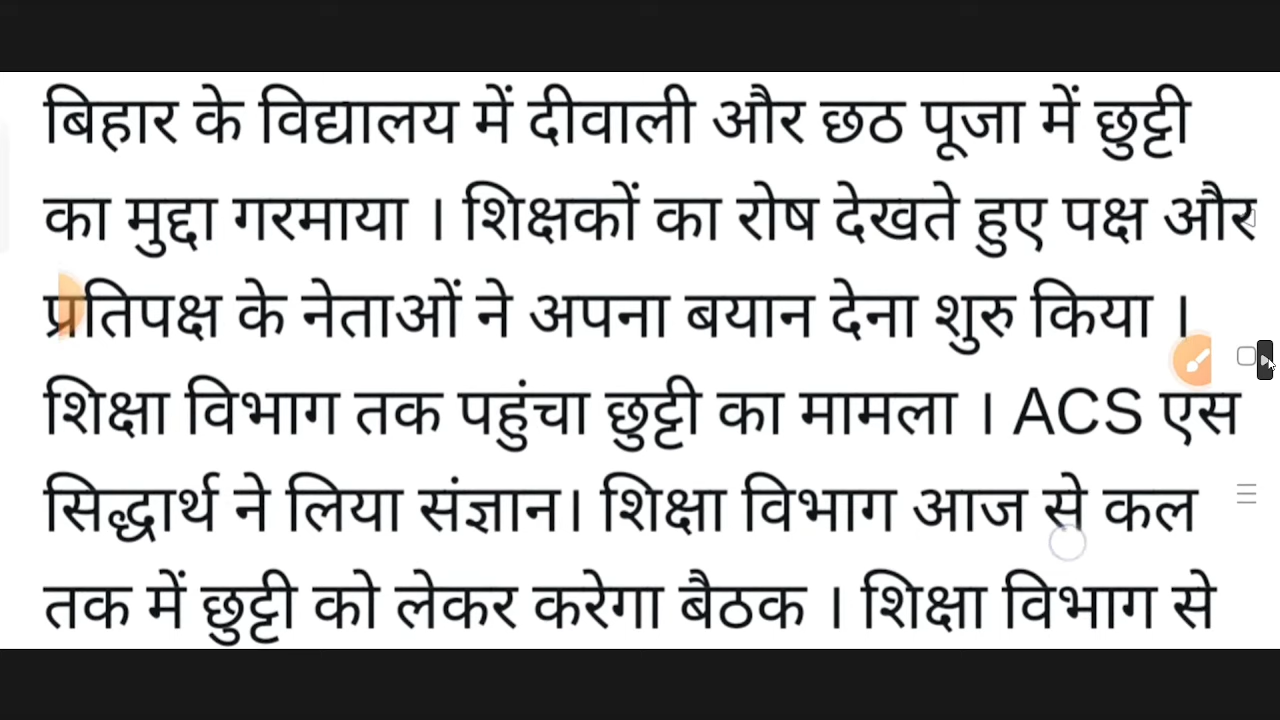 बिहार के विद्यालय में दीवाली और छठ पूजा में छुट्टी
का मुद्दा गरमाया । शिक्षकों का रोष देखते हुए पक्ष और
प्रतिपक्ष के नेताओं ने अपना बयान देना शुरु किया ।
शिक्षा विभाग तक पहुंचा छुट्टी का मामला । ACS एस
सिद्धार्थ ने लिया संज्ञान। शिक्षा विभाग आज से कल
तक में छुट्टी को लेकर करेगा बैठक । शिक्षा विभाग से